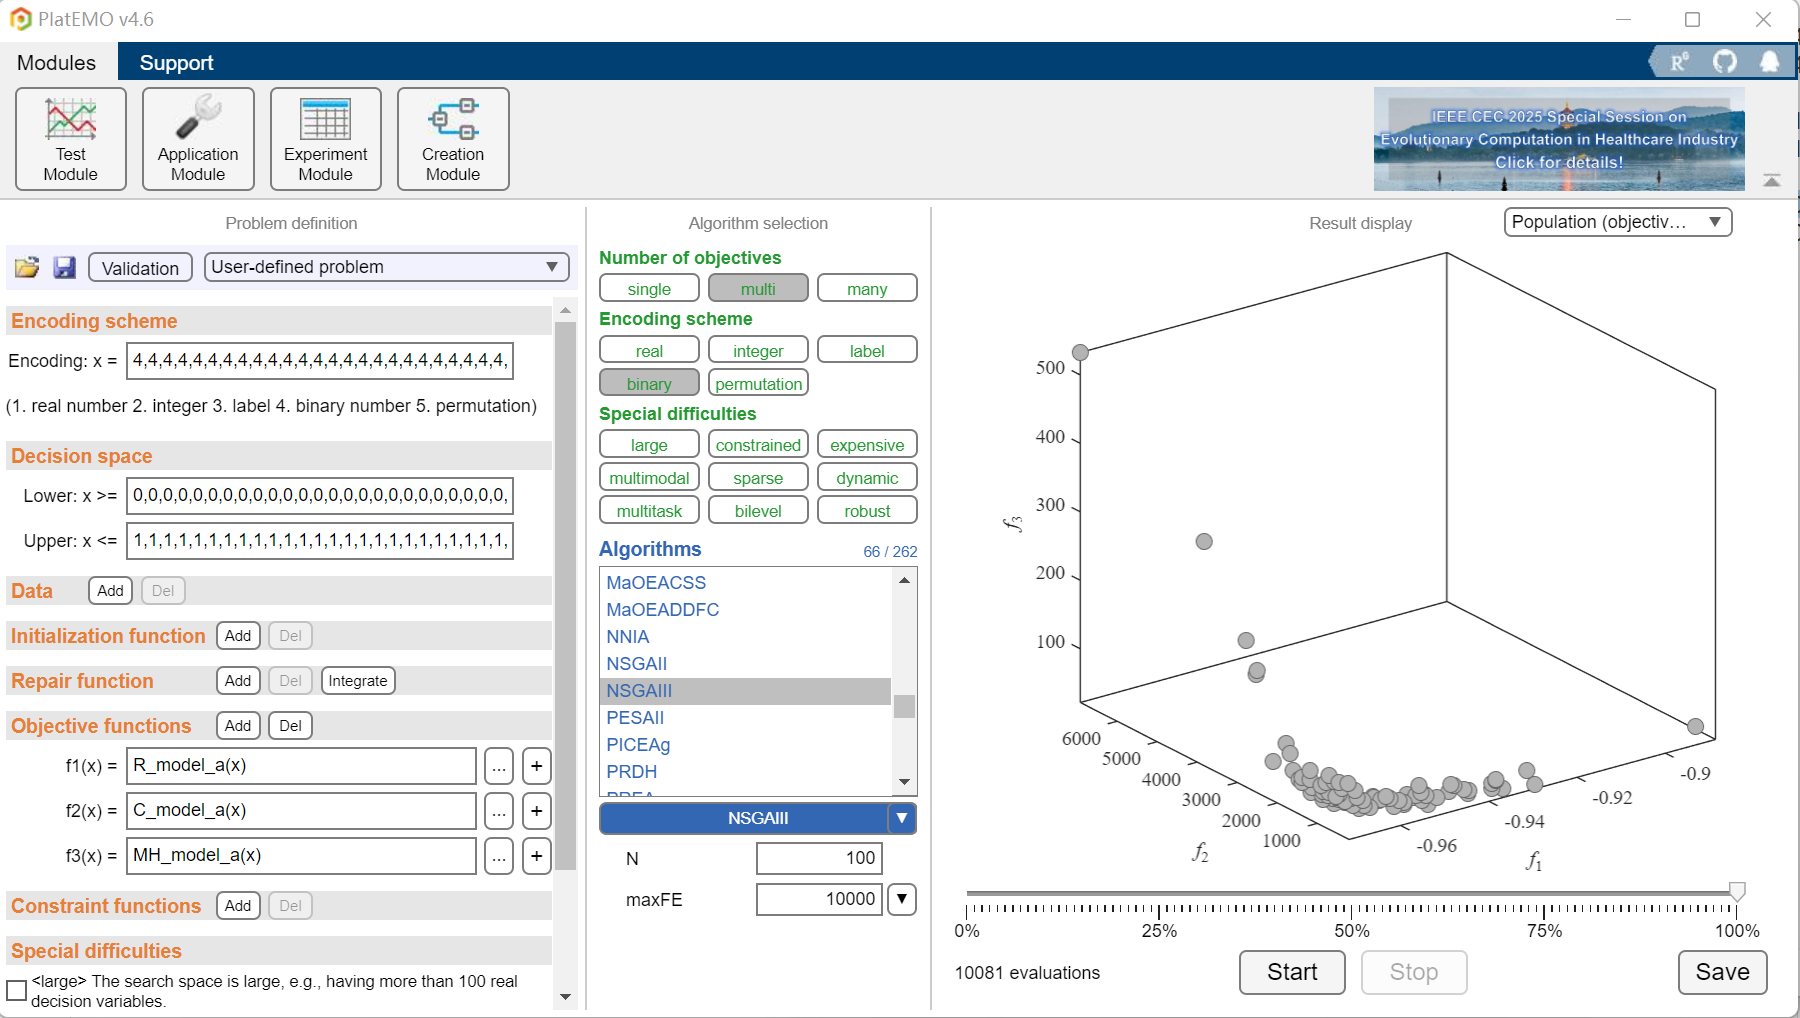 PlatEMO v4.6
Modules
Support
R⁶
Test
Module
Application
Module
Experiment
Module
Creation
Module
IEEE CEC 2025 Special Session on
Evolutionary Computation in Healthcare Industry
Click for details!
Problem definition
Validation
User-defined problem
Encoding scheme
Encoding: x = 4,4,4,4,4,4,4,4,4,4,4,4,4,4,4,4,4,4,4,4,4,4,4,4,4,
(1. real number 2. integer 3. label 4. binary number 5. permutation)
Decision space
Lower: x >= 0,0,0,0,0,0,0,0,0,0,0,0,0,0,0,0,0,0,0,0,0,0,0,0,0,
Upper: x <= 1,1,1,1,1,1,1,1,1,1,1,1,1,1,1,1,1,1,1,1,1,1,1,1,1,
Data Add Del
Initialization function Add Del
Repair function Add Del Integrate
Objective functions Add Del
f1(x) = R_model_a(x) ... +
f2(x) = C_model_a(x) ... +
f3(x) = MH_model_a(x) ... +
Constraint functions Add Del
Special difficulties
<large> The search space is large, e.g., having more than 100 real
decision variables.
Algorithm selection
Number of objectives
single multi many
Encoding scheme
real integer label
binary permutation
Special difficulties
large constrained expensive
multimodal sparse dynamic
multitask bilevel robust
Algorithms 66 / 262
MaOEACSS
MaOEADDFC
NNIA
NSGAII
NSGAIII
PESAII
PICEAg
PRDH
NSGAIII
N 100
maxFE 10000
Result display
Population (objectiv...
500
400
300
200
100
f3
6000
5000
4000
3000
2000
1000
f2
-0.96
-0.94
-0.92
-0.9
f1
0% 25% 50% 75% 100%
10081 evaluations
Start
Stop
Save